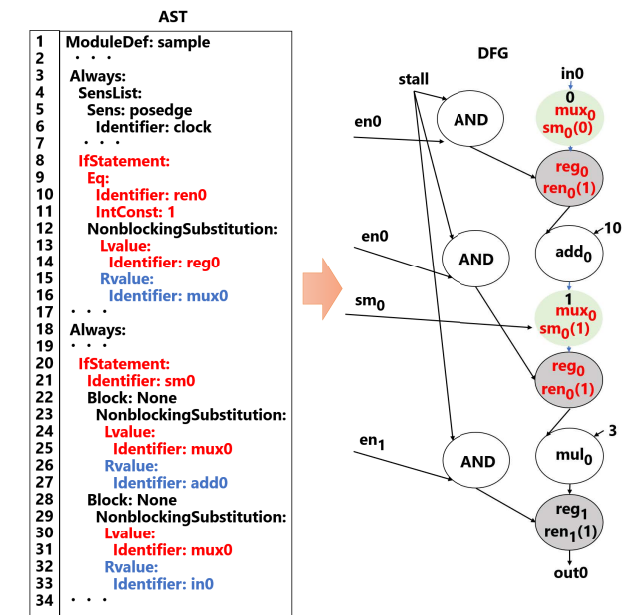 AST
1 ModuleDef: sample
2 · · ·
3 Always:
4 SensList:
5 Sens: posedge
6 Identifier: clock
7 · · ·
8 IfStatement:
9 Eq:
10 Identifier: ren0
11 IntConst: 1
12 NonblockingSubstitution:
13 Lvalue:
14 Identifier: reg0
15 Rvalue:
16 Identifier: mux0
17 · · ·
18 Always:
19 · · ·
20 IfStatement:
21 Identifier: sm0
22 Block: None
23 NonblockingSubstitution:
24 Lvalue:
25 Identifier: mux0
26 Rvalue:
27 Identifier: add0
28 Block: None
29 NonblockingSubstitution:
30 Lvalue:
31 Identifier: mux0
32 Rvalue:
33 Identifier: in0
34 · · ·
DFG
stall
in0
en0
AND
0
mux0
sm0(0)
reg0
ren0(1)
10
en0
AND
add0
sm0
1
mux0
sm0(1)
reg0
ren0(1)
3
en1
AND
mul0
reg1
ren1(1)
out0